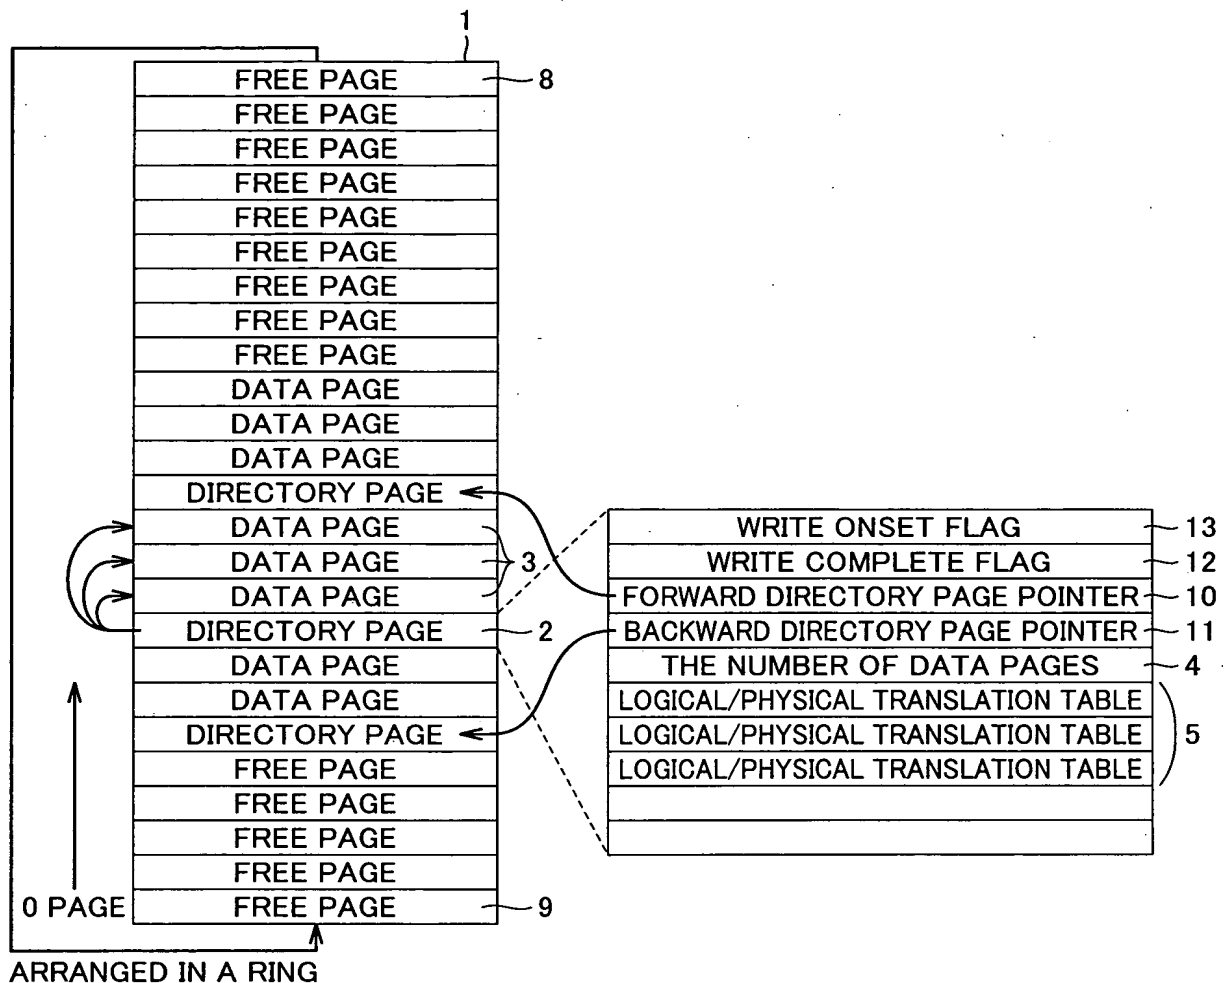 1
FREE PAGE 8
FREE PAGE
FREE PAGE
FREE PAGE
FREE PAGE
FREE PAGE
FREE PAGE
FREE PAGE
FREE PAGE
DATA PAGE
DATA PAGE
DATA PAGE
DIRECTORY PAGE
DATA PAGE
DATA PAGE 3
DATA PAGE
DIRECTORY PAGE 2
DATA PAGE
DATA PAGE
DIRECTORY PAGE
FREE PAGE
FREE PAGE
FREE PAGE
FREE PAGE
0 PAGE FREE PAGE 9
ARRANGED IN A RING
WRITE ONSET FLAG 13
WRITE COMPLETE FLAG 12
FORWARD DIRECTORY PAGE POINTER 10
BACKWARD DIRECTORY PAGE POINTER 11
THE NUMBER OF DATA PAGES 4
LOGICAL/PHYSICAL TRANSLATION TABLE
LOGICAL/PHYSICAL TRANSLATION TABLE 5
LOGICAL/PHYSICAL TRANSLATION TABLE